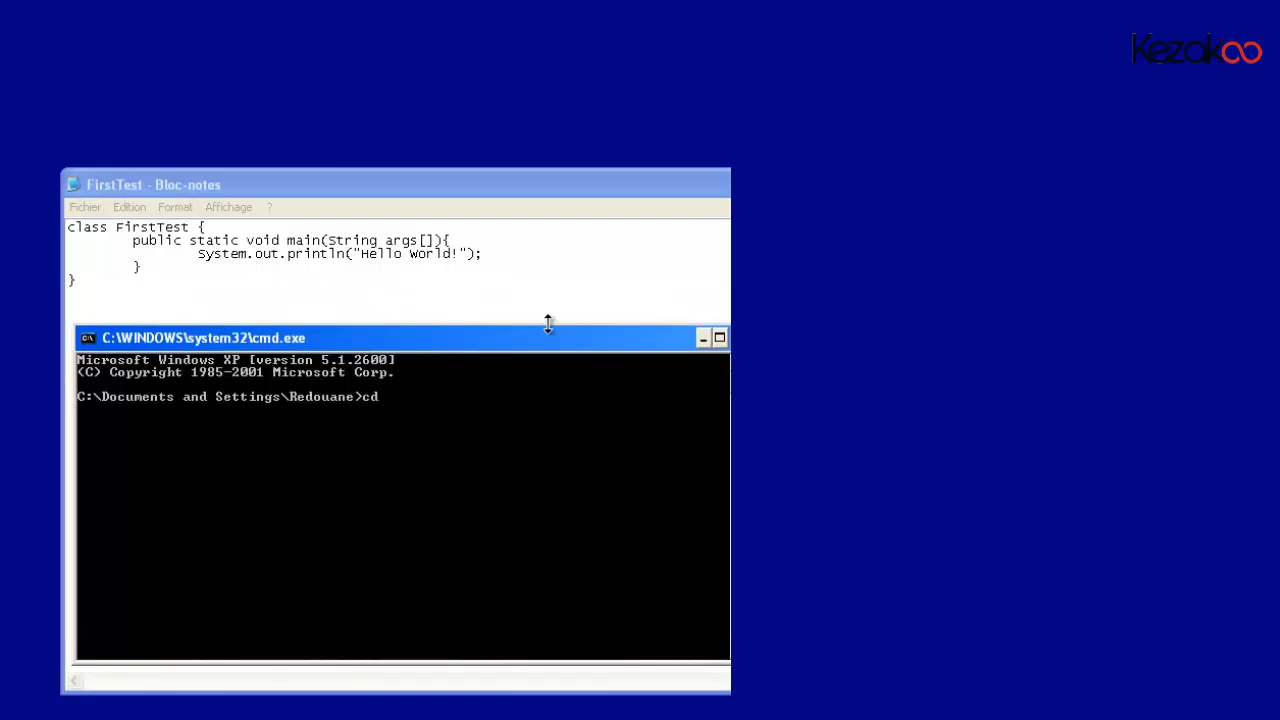 Kezakoo
FirstTest - Bloc-notes
Fichier Edition Format Affichage ?
class FirstTest {
public static void main(String args[]){
System.out.println("Hello world!");
}
}
C:\WINDOWS\system32\cmd.exe
Microsoft Windows XP [version 5.1.2600]
(C) Copyright 1985-2001 Microsoft Corp.
C:\Documents and Settings\Redouane>cd